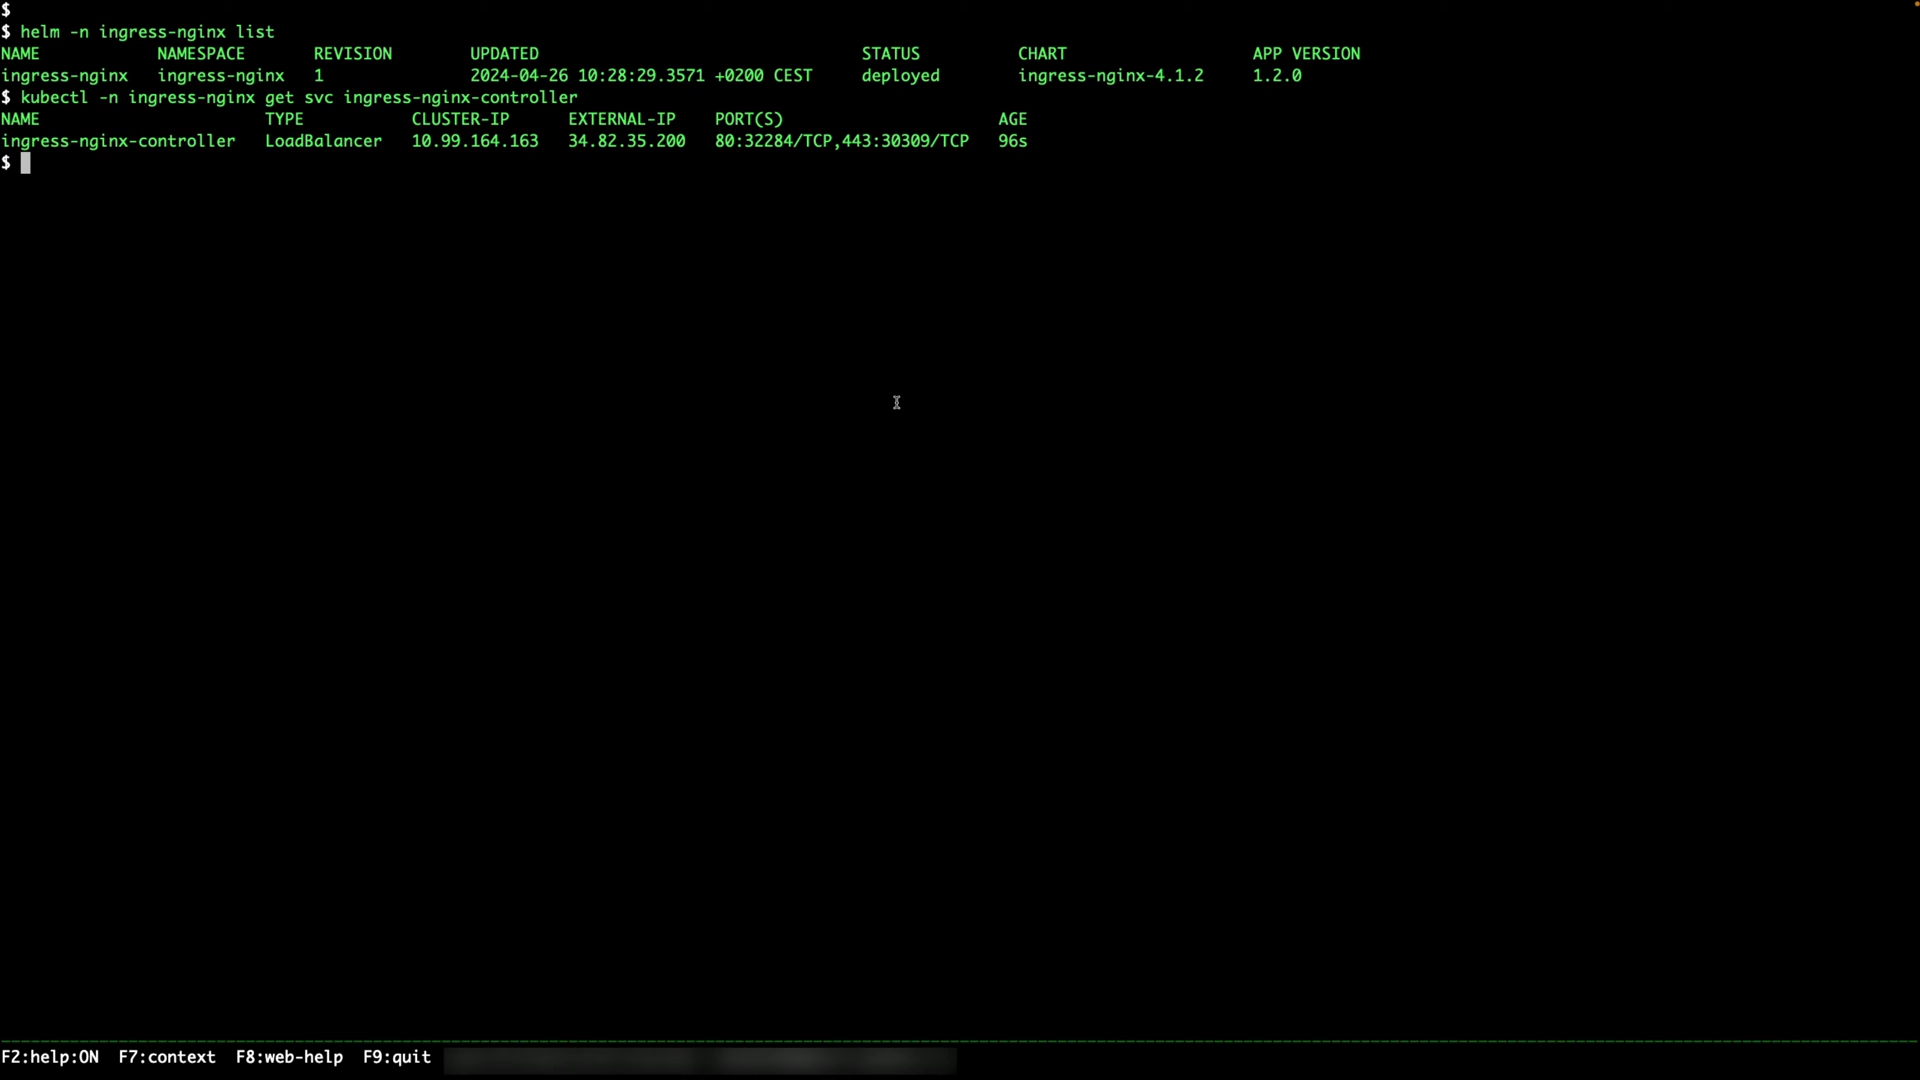 $
$ helm -n ingress-nginx list
NAME NAMESPACE REVISION UPDATED STATUS CHART APP VERSION
ingress-nginx ingress-nginx 1 2024-04-26 10:28:29.3571 +0200 CEST deployed ingress-nginx-4.1.2 1.2.0
$ kubectl -n ingress-nginx get svc ingress-nginx-controller
NAME TYPE CLUSTER-IP EXTERNAL-IP PORT(S) AGE
ingress-nginx-controller LoadBalancer 10.99.164.163 34.82.35.200 80:32284/TCP,443:30309/TCP 96s
$
F2:help:ON F7:context F8:web-help F9:quit